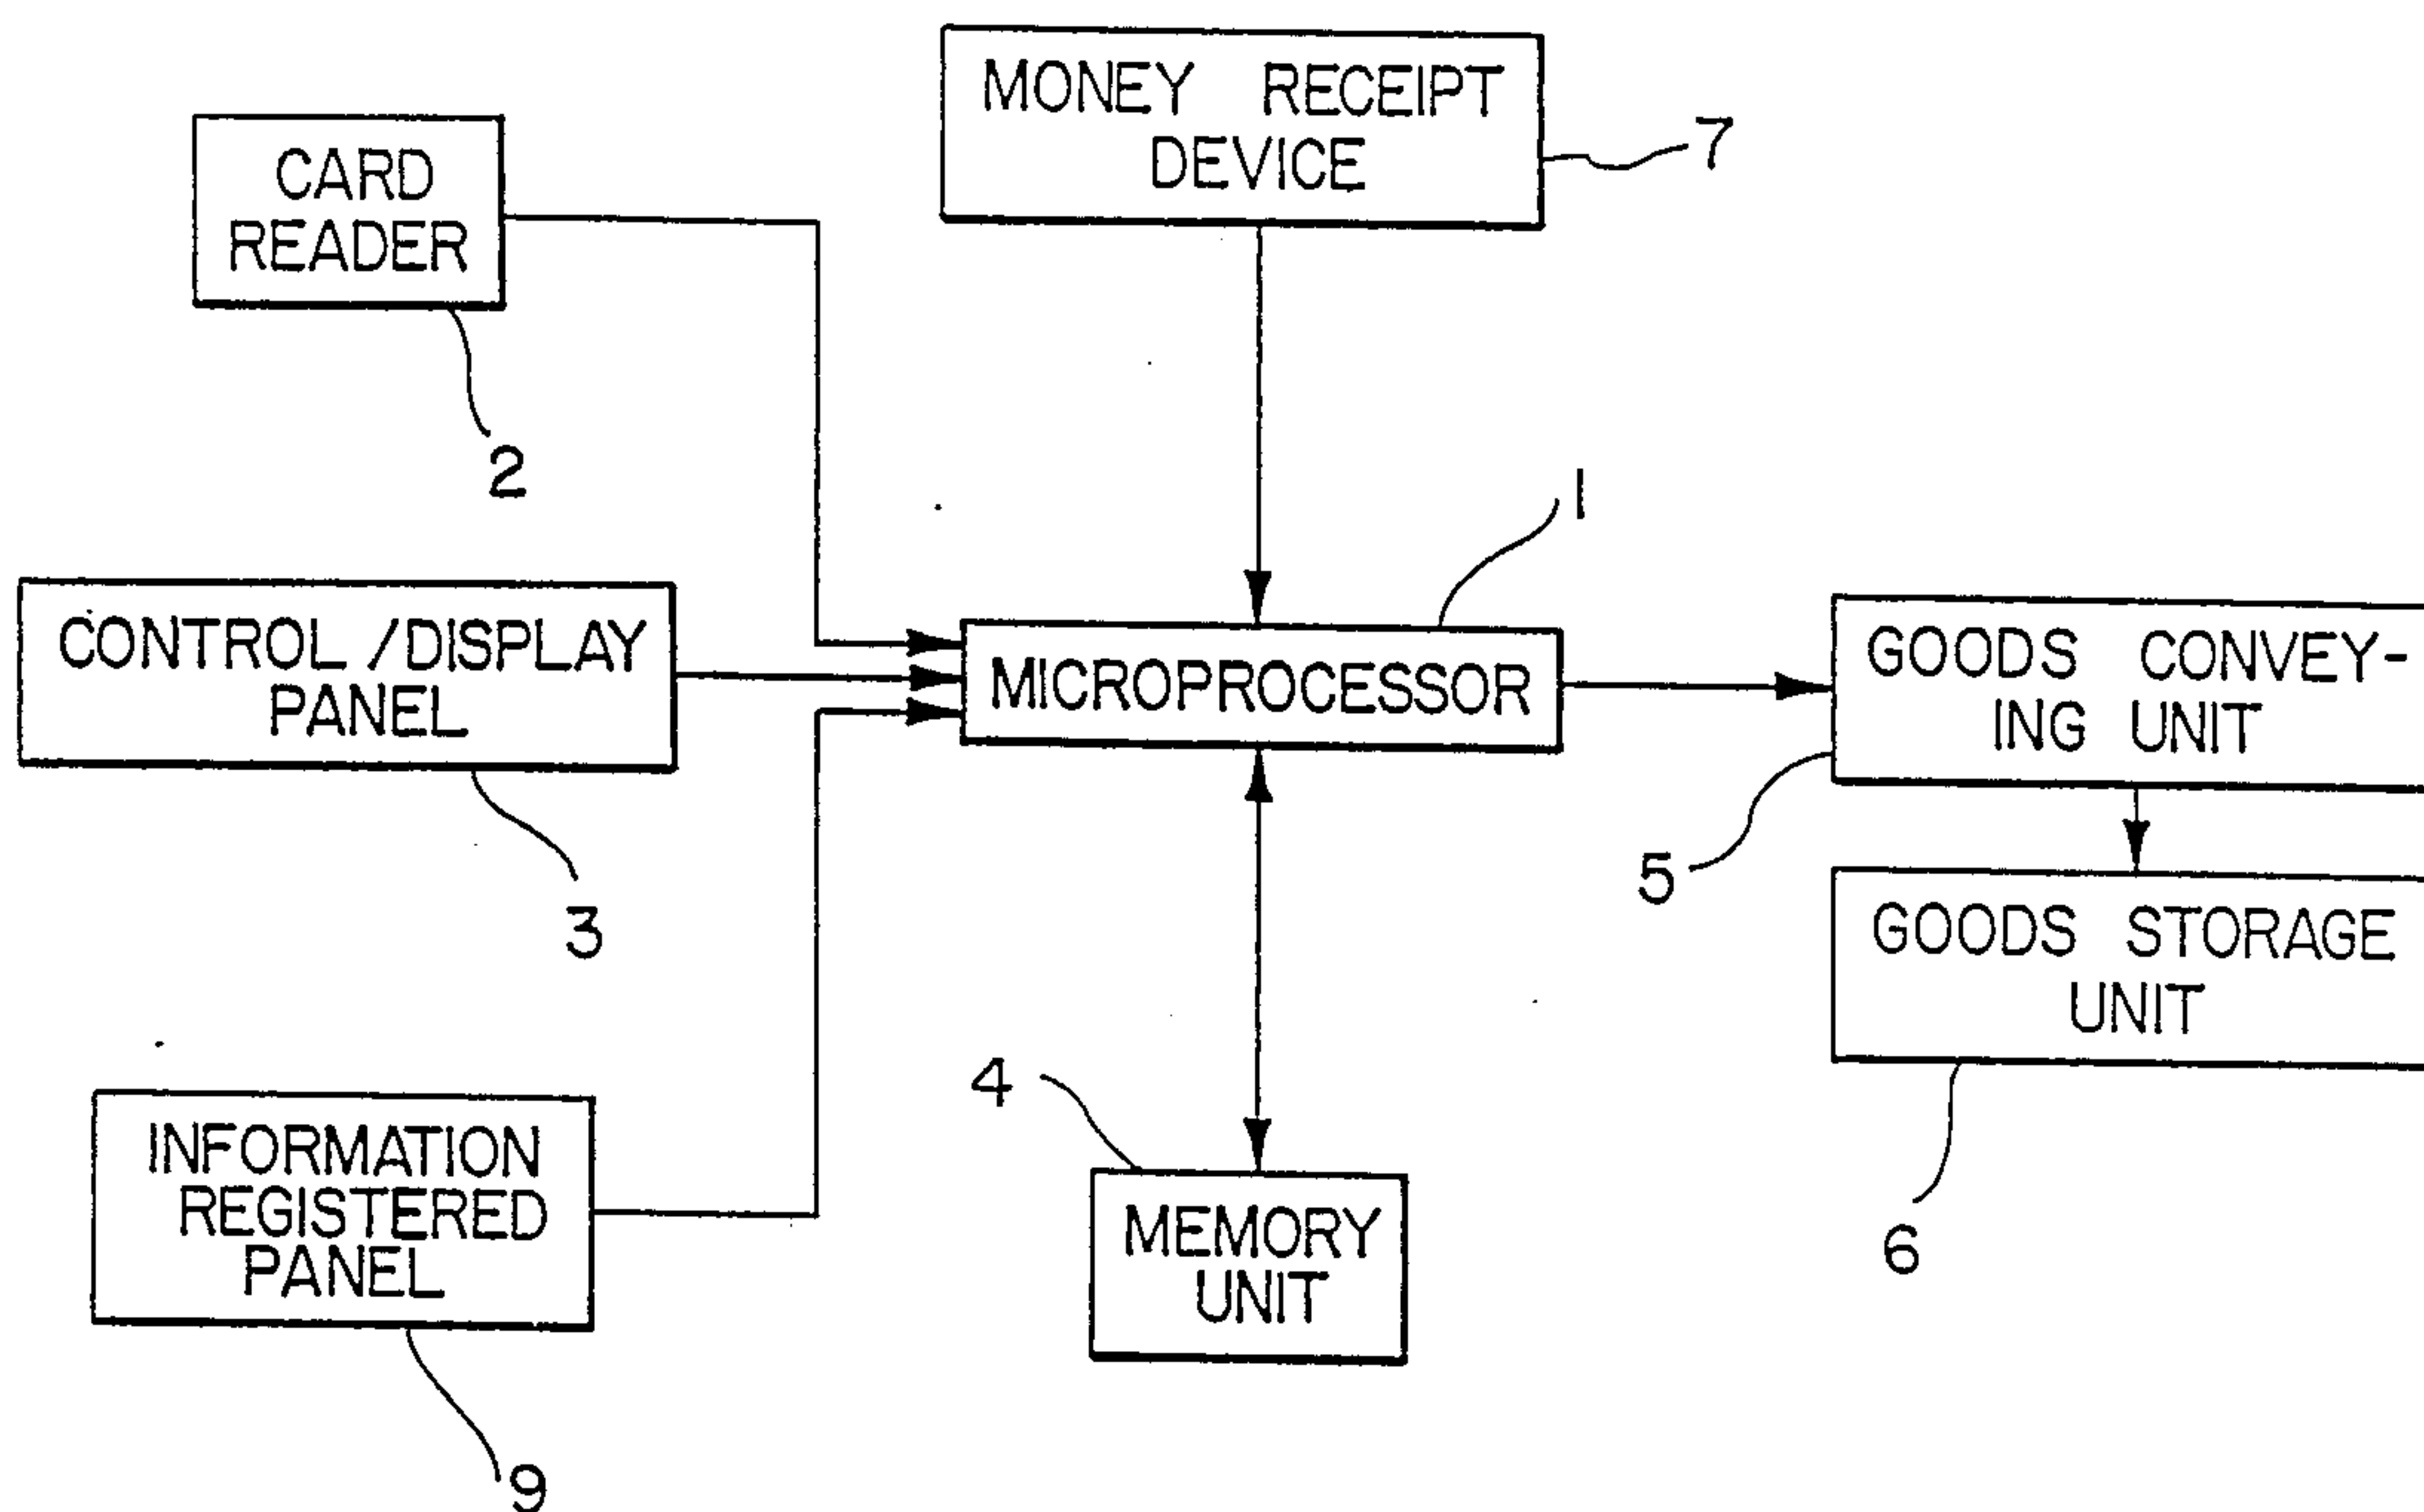 MONEY RECEIPT
DEVICE
7
CARD
READER
2
1
CONTROL /DISPLAY
PANEL
3
MICROPROCESSOR
GOODS CONVEY-
ING UNIT
5
GOODS STORAGE
UNIT
6
4
MEMORY
UNIT
INFORMATION
REGISTERED
PANEL
9